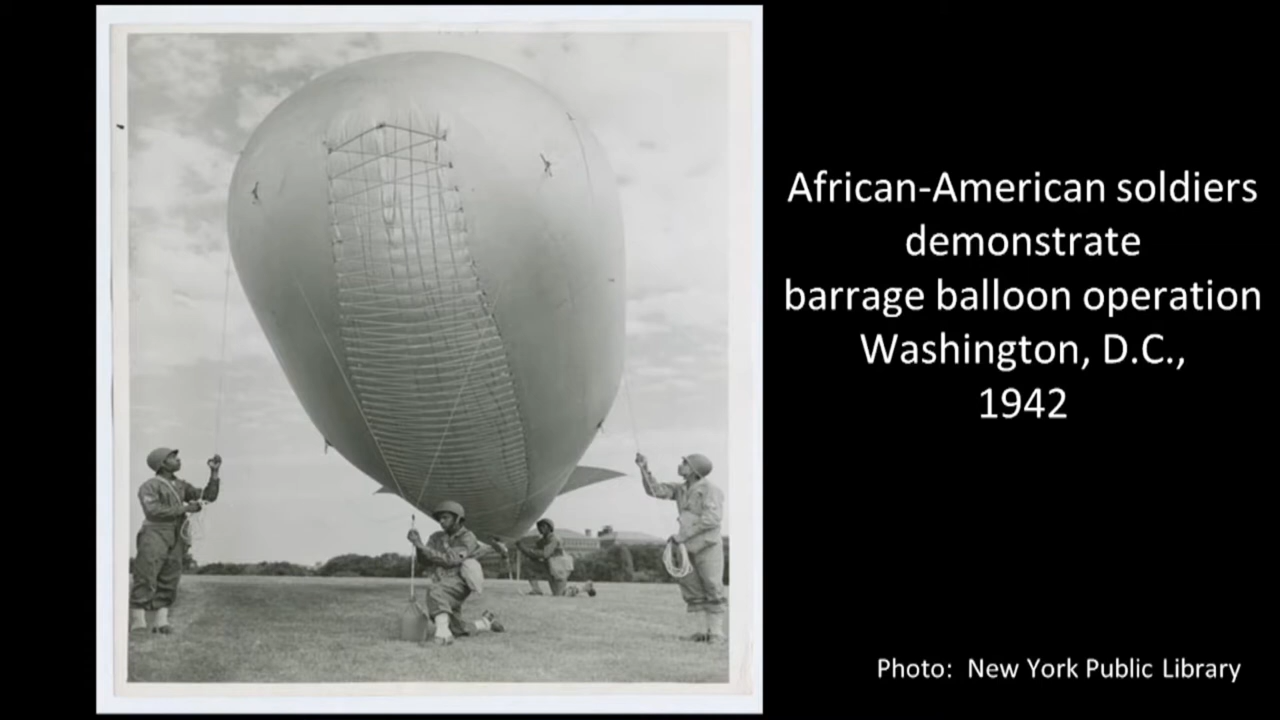 African-American soldiers
demonstrate
barrage balloon operation
Washington, D.C.,
1942
Photo:  New York Public Library